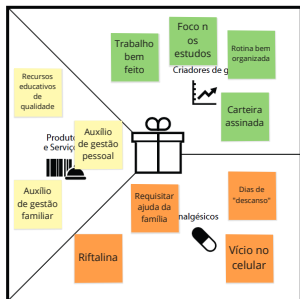 Foco n
os
estudos
Trabalho
bem
feito
Rotina bem
organizada
Criadores de g
Carteira
assinada
Recursos
educativos
de
qualidade
Produto
e Serviço
Auxílio
de gestão
pessoal
Auxílio
de gestão
familiar
Requisitar
ajuda da
família
nalgésicos
Dias de
"descanso"
Riftalina
Vício no
celular